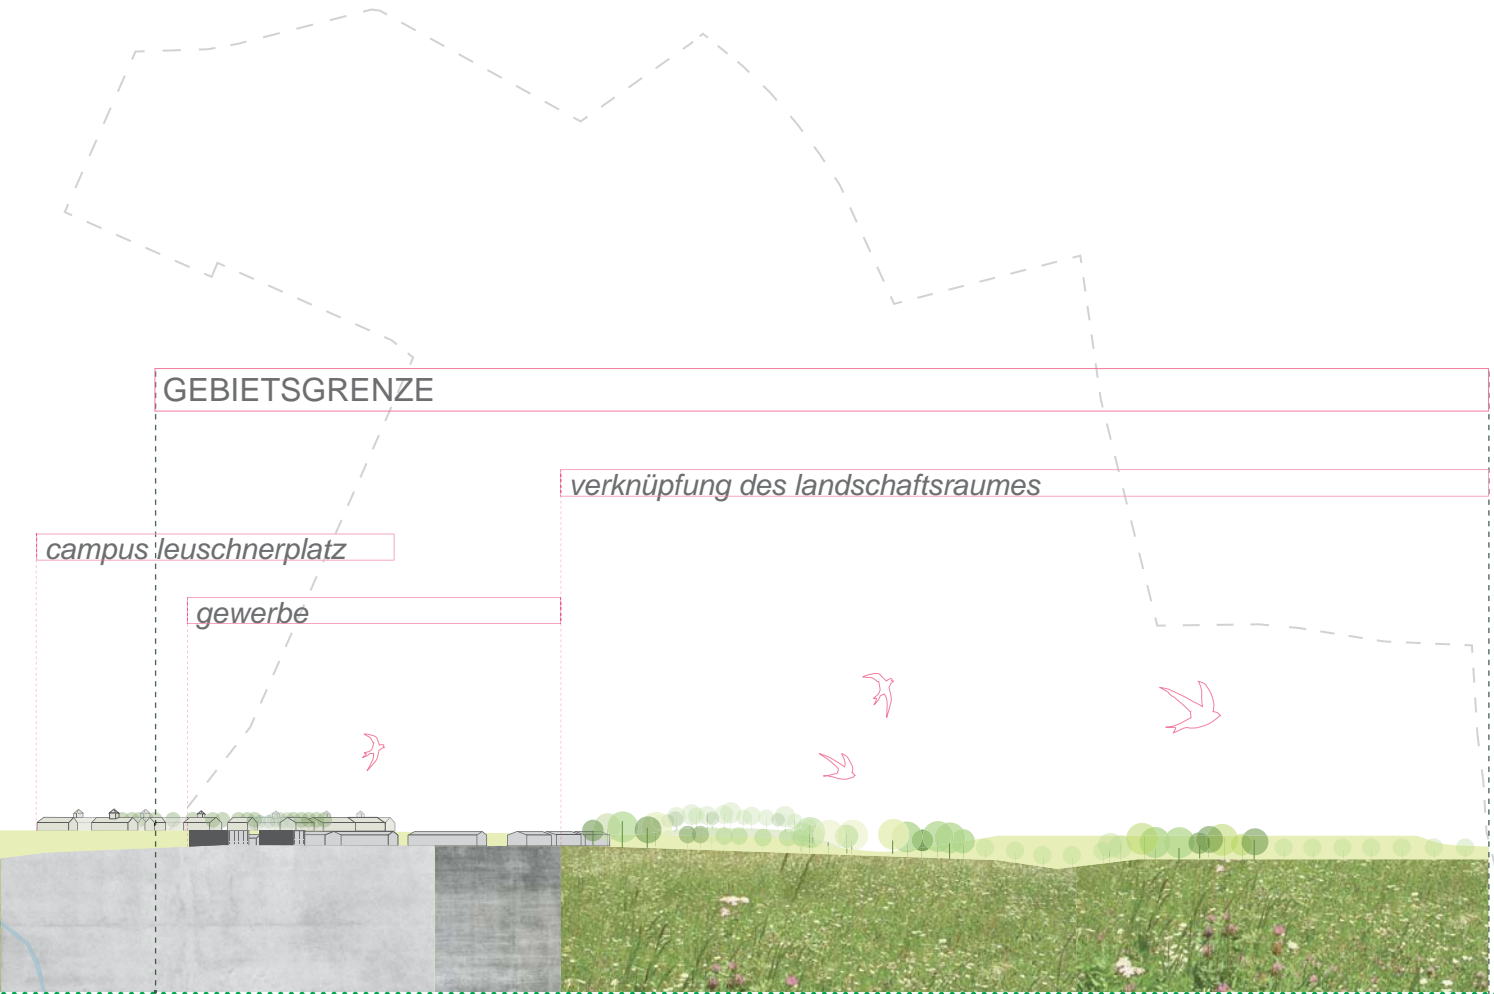 GEBIETSGRENZE
verknüpfung des landschaftsraumes
campus leuschnerplatz
gewerbe